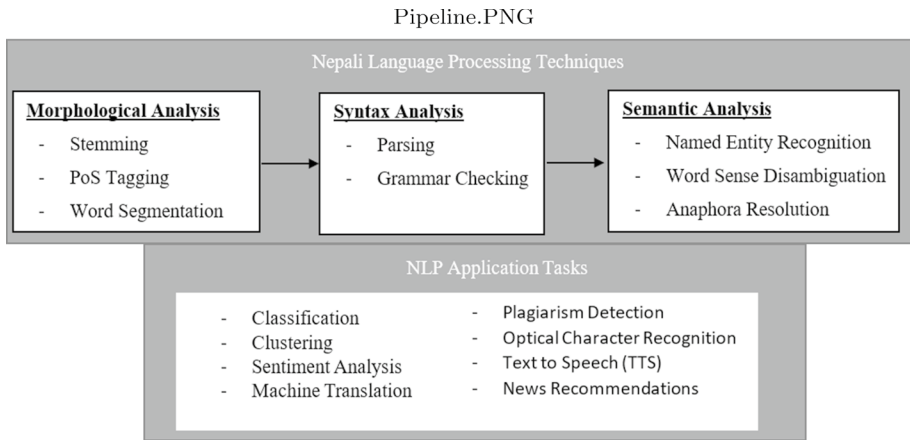 Pipeline.PNG
Nepali Language Processing Techniques
Morphological Analysis
- Stemming
- PoS Tagging
- Word Segmentation
Syntax Analysis
- Parsing
- Grammar Checking
Semantic Analysis
- Named Entity Recognition
- Word Sense Disambiguation
- Anaphora Resolution
NLP Application Tasks
- Classification
- Clustering
- Sentiment Analysis
- Machine Translation
- Plagiarism Detection
- Optical Character Recognition
- Text to Speech (TTS)
- News Recommendations